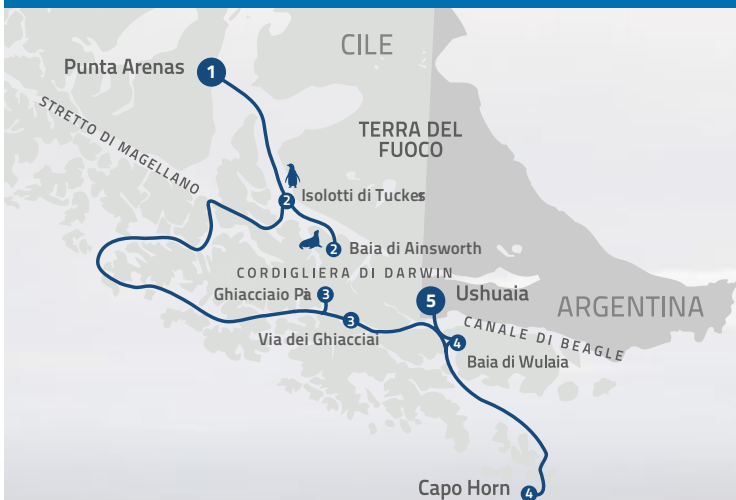 CILE
Punta Arenas
1
STRETTO DI MAGELLANO
TERRA DEL
FUOCO
2
Isolotti di Tuckers
2
Baia di Ainsworth
CORDIGLIERA DI DARWIN
Ghiacciaio Pìa
3
5
Ushuaia
ARGENTINA
3
Via dei Ghiacciai
CANALE DI BEAGLE
4
Baia di Wulaia
Capo Horn
4